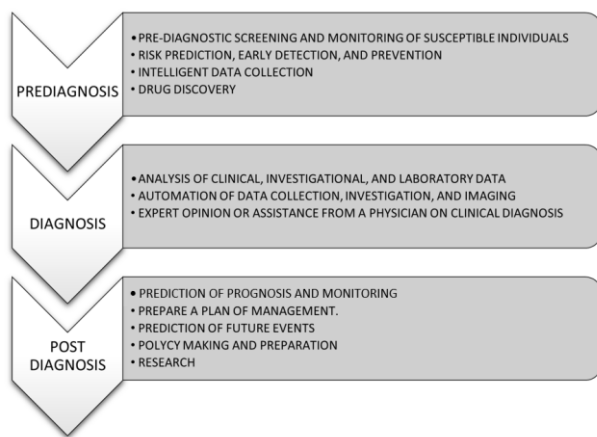 PREDIAGNOSIS
• PRE-DIAGNOSTIC SCREENING AND MONITORING OF SUSCEPTIBLE INDIVIDUALS
• RISK PREDICTION, EARLY DETECTION, AND PREVENTION
• INTELLIGENT DATA COLLECTION
• DRUG DISCOVERY
DIAGNOSIS
• ANALYSIS OF CLINICAL, INVESTIGATIONAL, AND LABORATORY DATA
• AUTOMATION OF DATA COLLECTION, INVESTIGATION, AND IMAGING
• EXPERT OPINION OR ASSISTANCE FROM A PHYSICIAN ON CLINICAL DIAGNOSIS
POST
DIAGNOSIS
• PREDICTION OF PROGNOSIS AND MONITORING
• PREPARE A PLAN OF MANAGEMENT.
• PREDICTION OF FUTURE EVENTS
• POLYCY MAKING AND PREPARATION
• RESEARCH